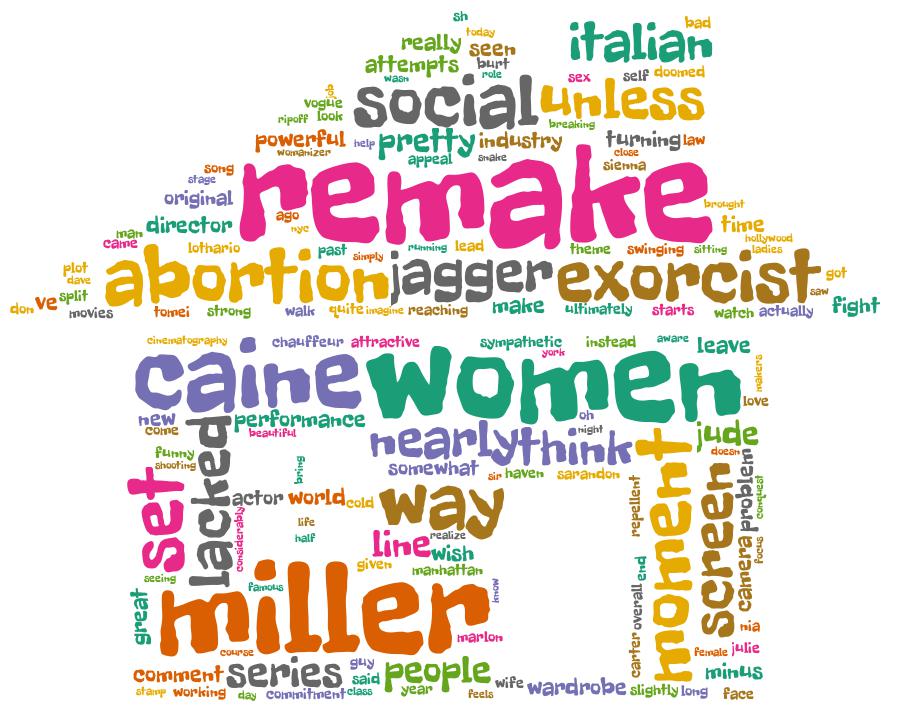 sh
bad
today
really seen italian
attempts burt
wasn role sex self doomed
vogue look social unless
ripoff breaking
powerful help pretty industry turning law
womanizer appeal snake close
song sienna
stage remake
original ago brought
director nyc time
man hollywood
came lothario past running lead theme swinging sitting ladies
simply
plot abortion jagger exorcist got
dave
split saw
don ve movies tomei strong walk quite imagine reaching make ultimately starts watch actually fight
cinematography chauffeur attractive sympathetic instead aware leave
york
caine women makers
love
new performance oh
come lacked beautiful nearly think night jude
funny doesn
shooting bring somewhat moment
set sir haven sarandon screen problem
actor world cold way repellent conquest
considerably life
half line realize
wish camera focus
seeing given manhattan end
famous
great miller wonky overall
marlon nia
course carter female julie
comment series guy people minus
said
stamp working day commitment class year feels wife wardrobe slightly long face